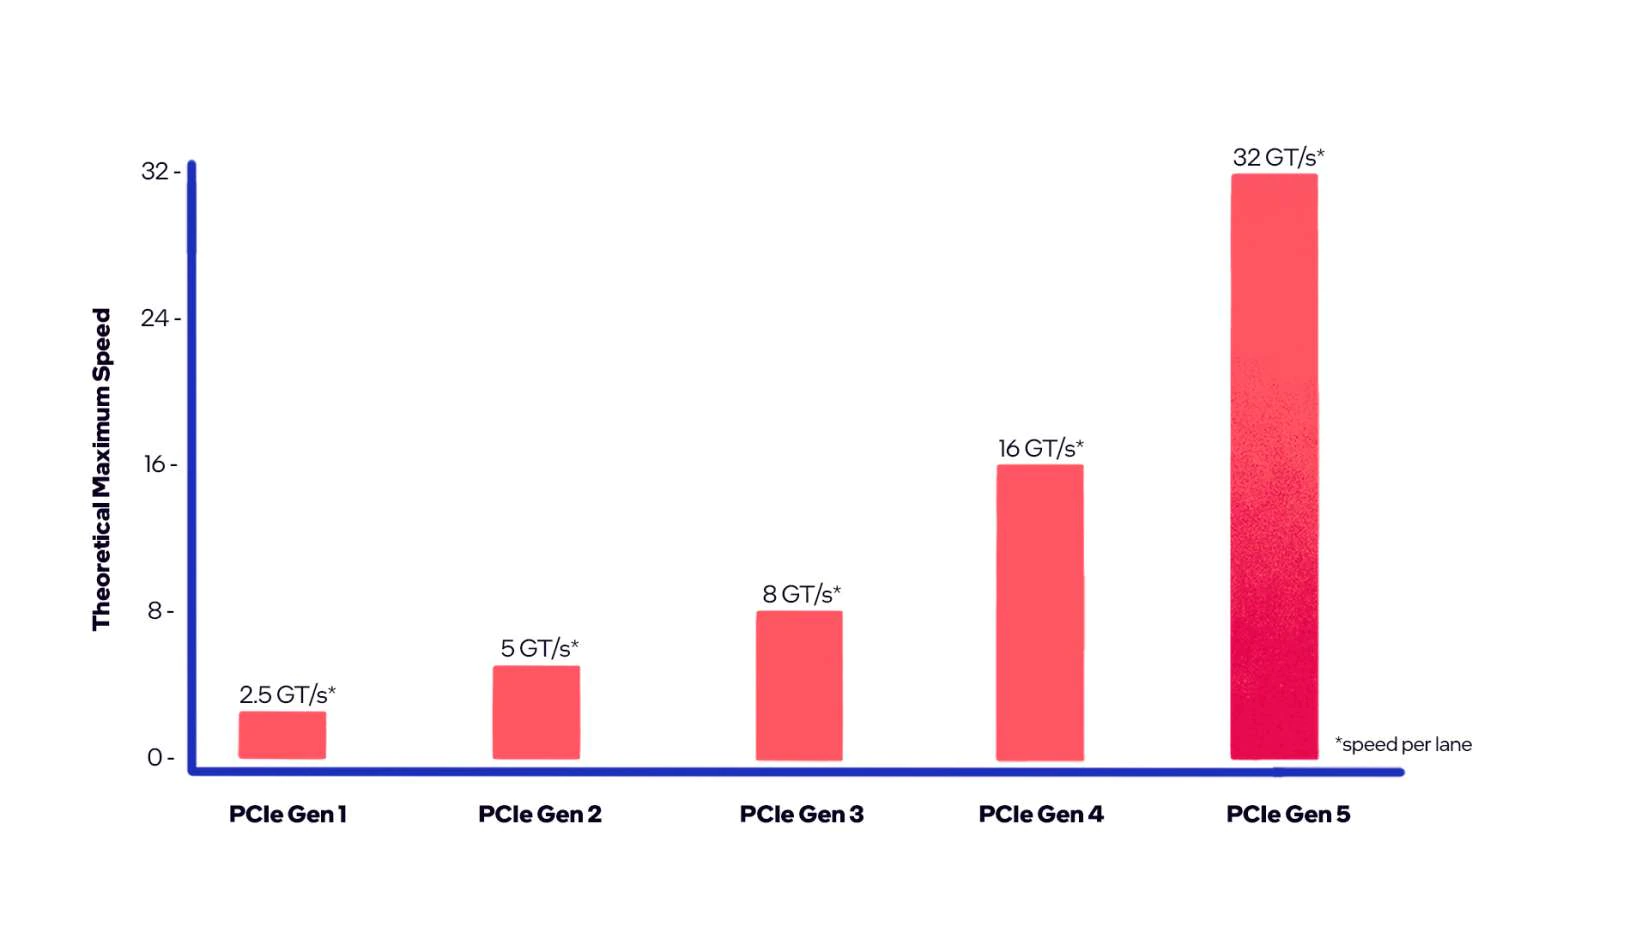 Theoretical Maximum Speed
32 -
24 -
16 -
8 -
0 -
2.5 GT/s*
5 GT/s*
8 GT/s*
16 GT/s*
32 GT/s*
*speed per lane
PCIe Gen 1
PCIe Gen 2
PCIe Gen 3
PCIe Gen 4
PCIe Gen 5